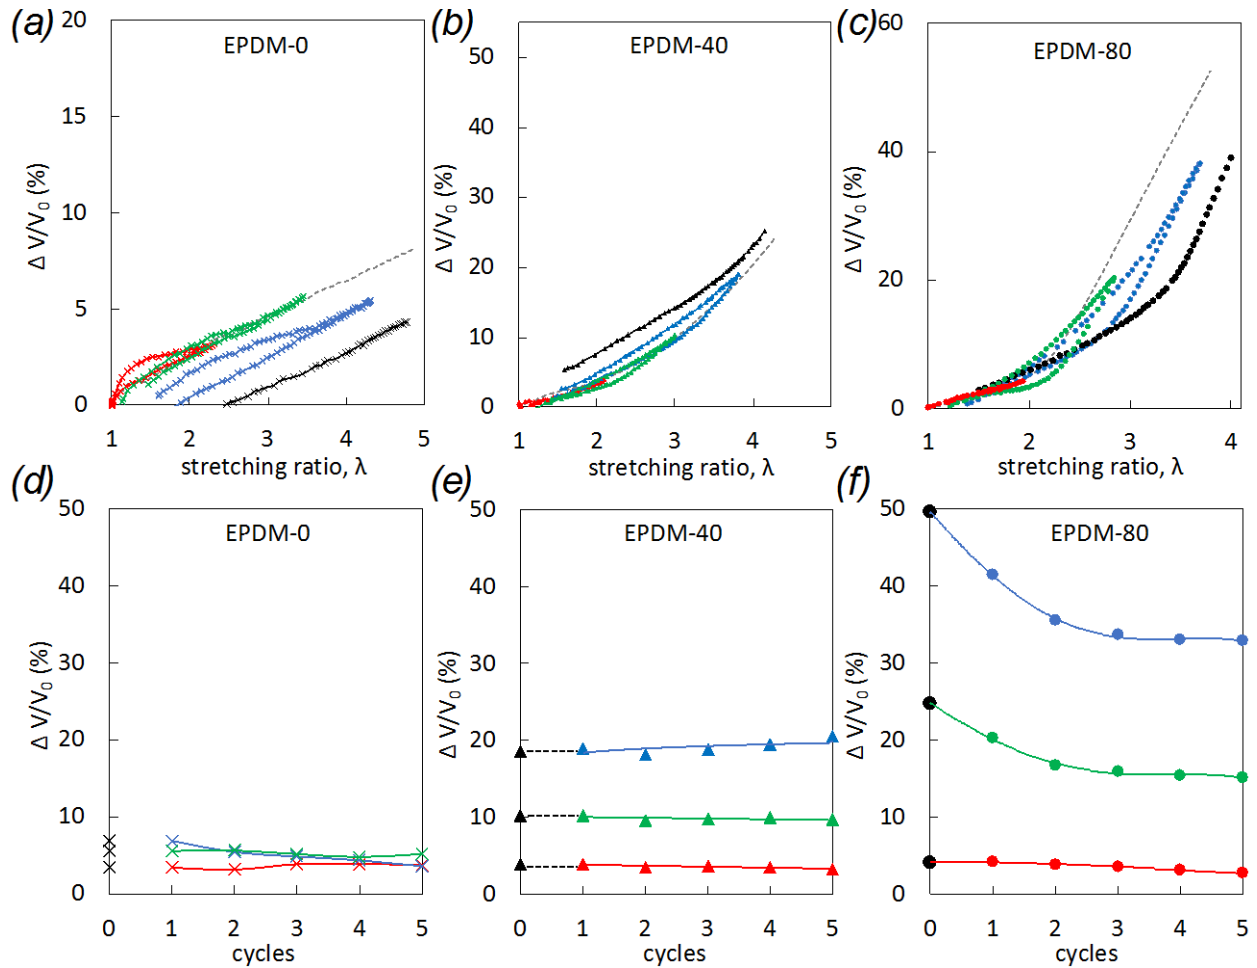 (a)
EPDM-0
20
15
10
5
0
Δ V/V0 (%)
1 2 3 4 5
stretching ratio, λ
(b)
EPDM-40
50
40
30
20
10
0
Δ V/V0 (%)
1 2 3 4 5
stretching ratio, λ
(c)
EPDM-80
60
40
20
0
Δ V/V0 (%)
1 2 3 4
stretching ratio, λ
(d)
EPDM-0
50
40
30
20
10
0
Δ V/V0 (%)
0 1 2 3 4 5
cycles
(e)
EPDM-40
50
40
30
20
10
0
Δ V/V0 (%)
0 1 2 3 4 5
cycles
(f)
EPDM-80
50
40
30
20
10
0
Δ V/V0 (%)
0 1 2 3 4 5
cycles